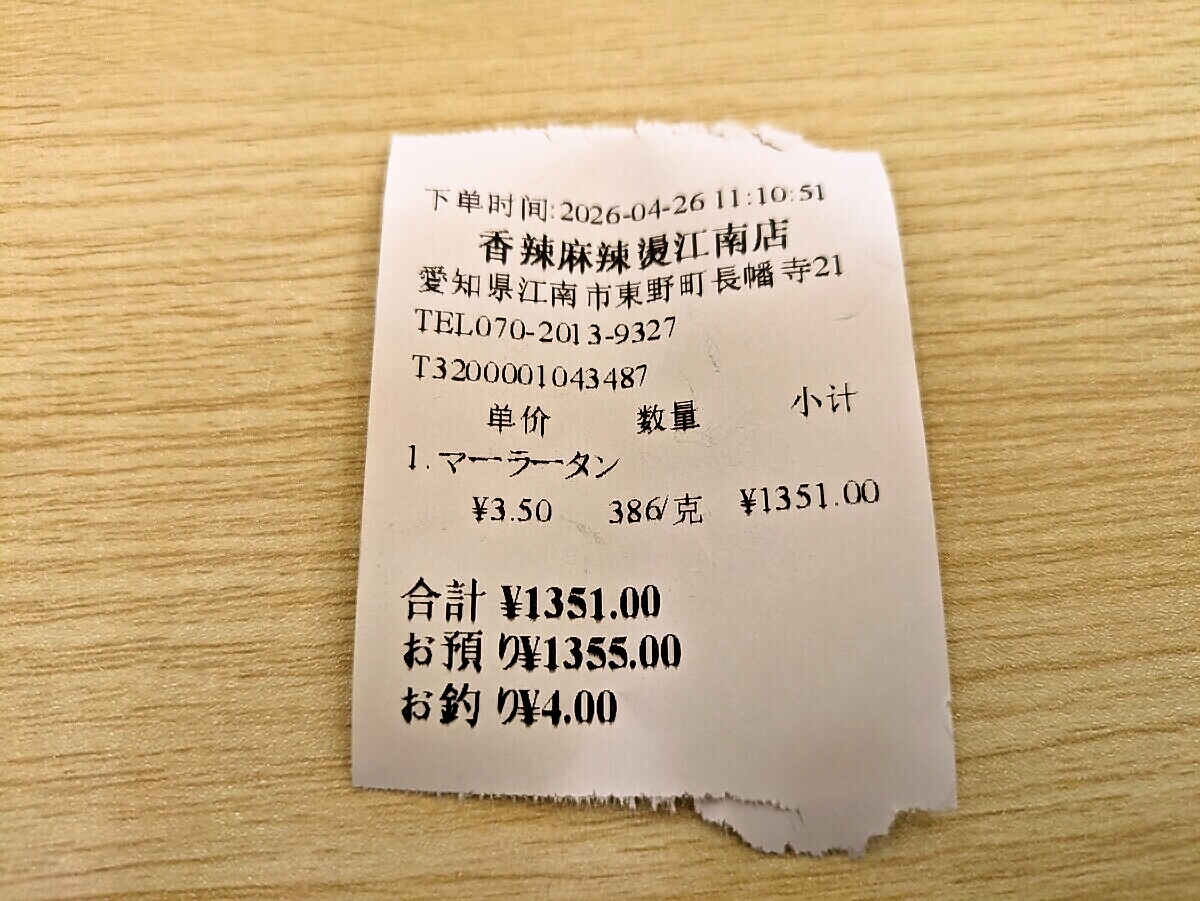 下单时间:2026-04-26 11:10:51
香辣麻辣烫江南店
愛知県江南市東野町長幡寺21
TEL070-2013-9327
T3200001043487
单价 数量 小计
1.マーラータン
¥3.50 386/克 ¥1351.00
合計 ¥1351.00
お預り¥1355.00
お釣り¥4.00